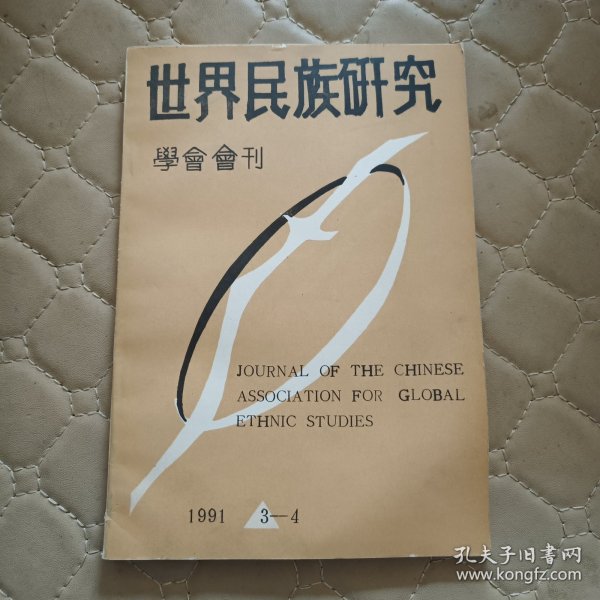 世界民族研究
學會會刊
JOURNAL OF THE CHINESE
ASSOCIATION FOR GLOBAL
ETHNIC STUDIES
1991 3—4
孔夫子旧书网
www.kongfz.com